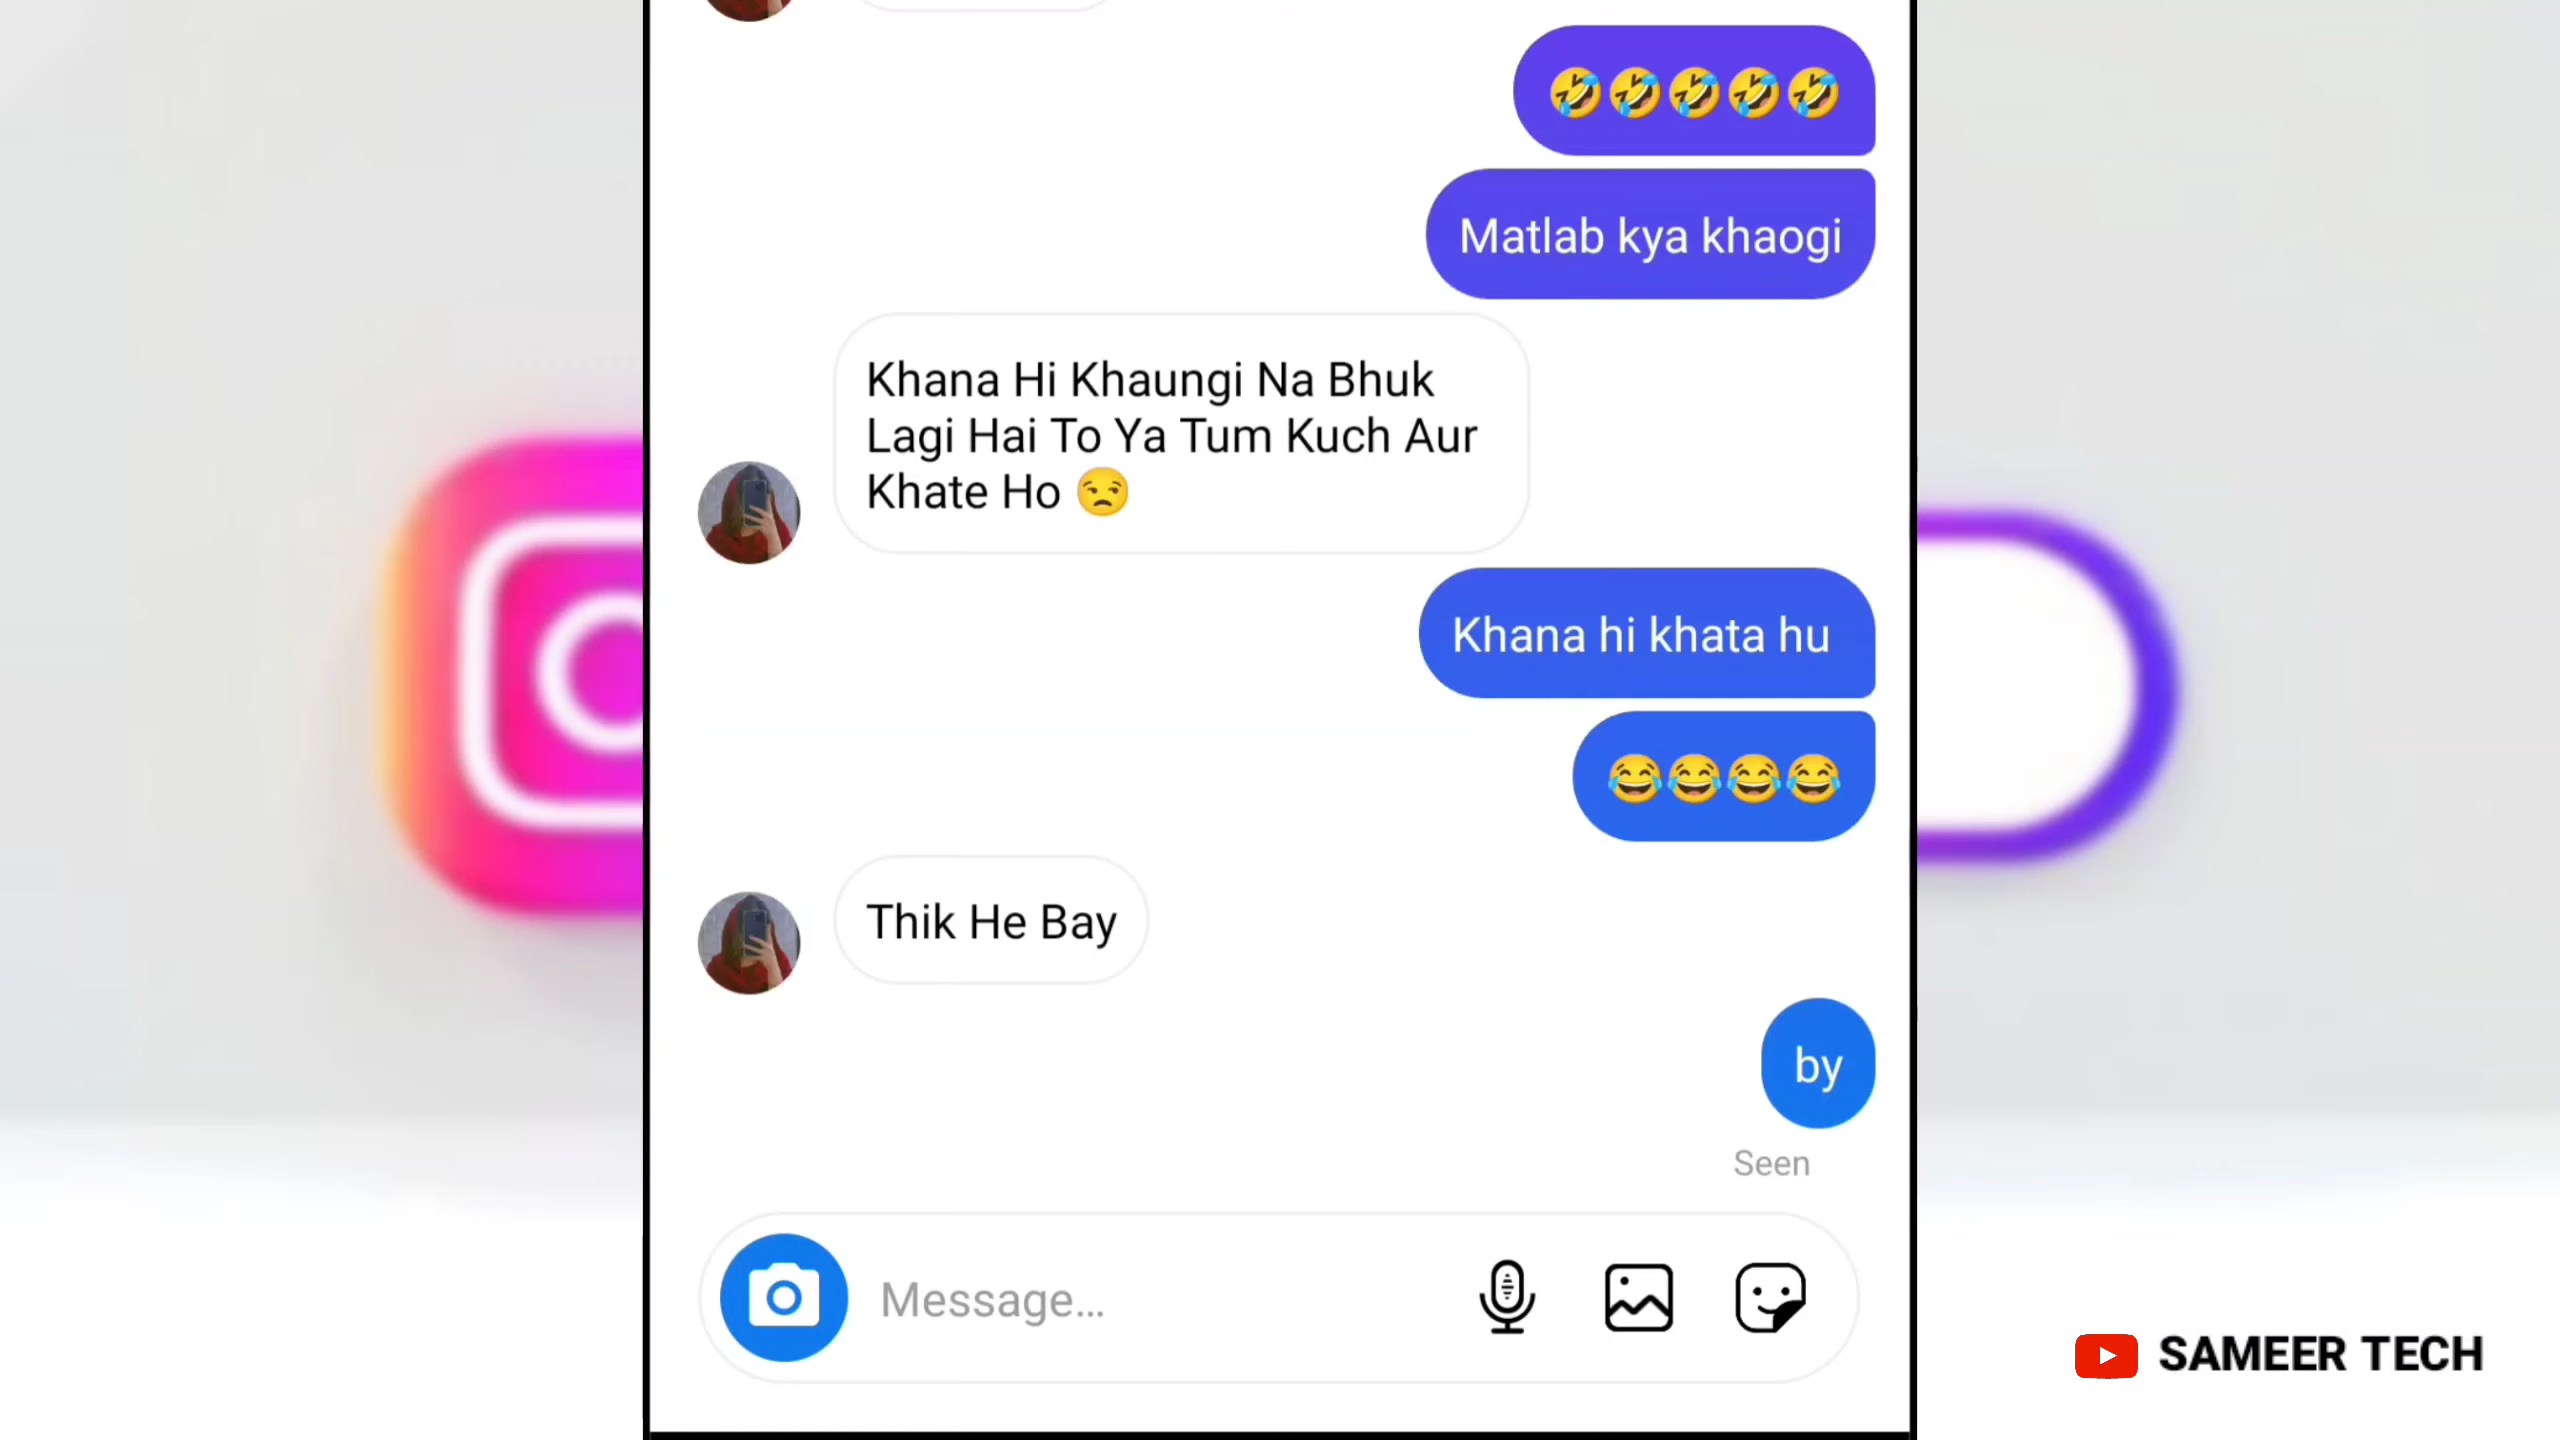 🤣🤣🤣🤣🤣
Matlab kya khaogi
Khana Hi Khaungi Na Bhuk
Lagi Hai To Ya Tum Kuch Aur
Khate Ho 😒
Khana hi khata hu
😂😂😂😂
Thik He Bay
by
Seen
Message...
SAMEER TECH